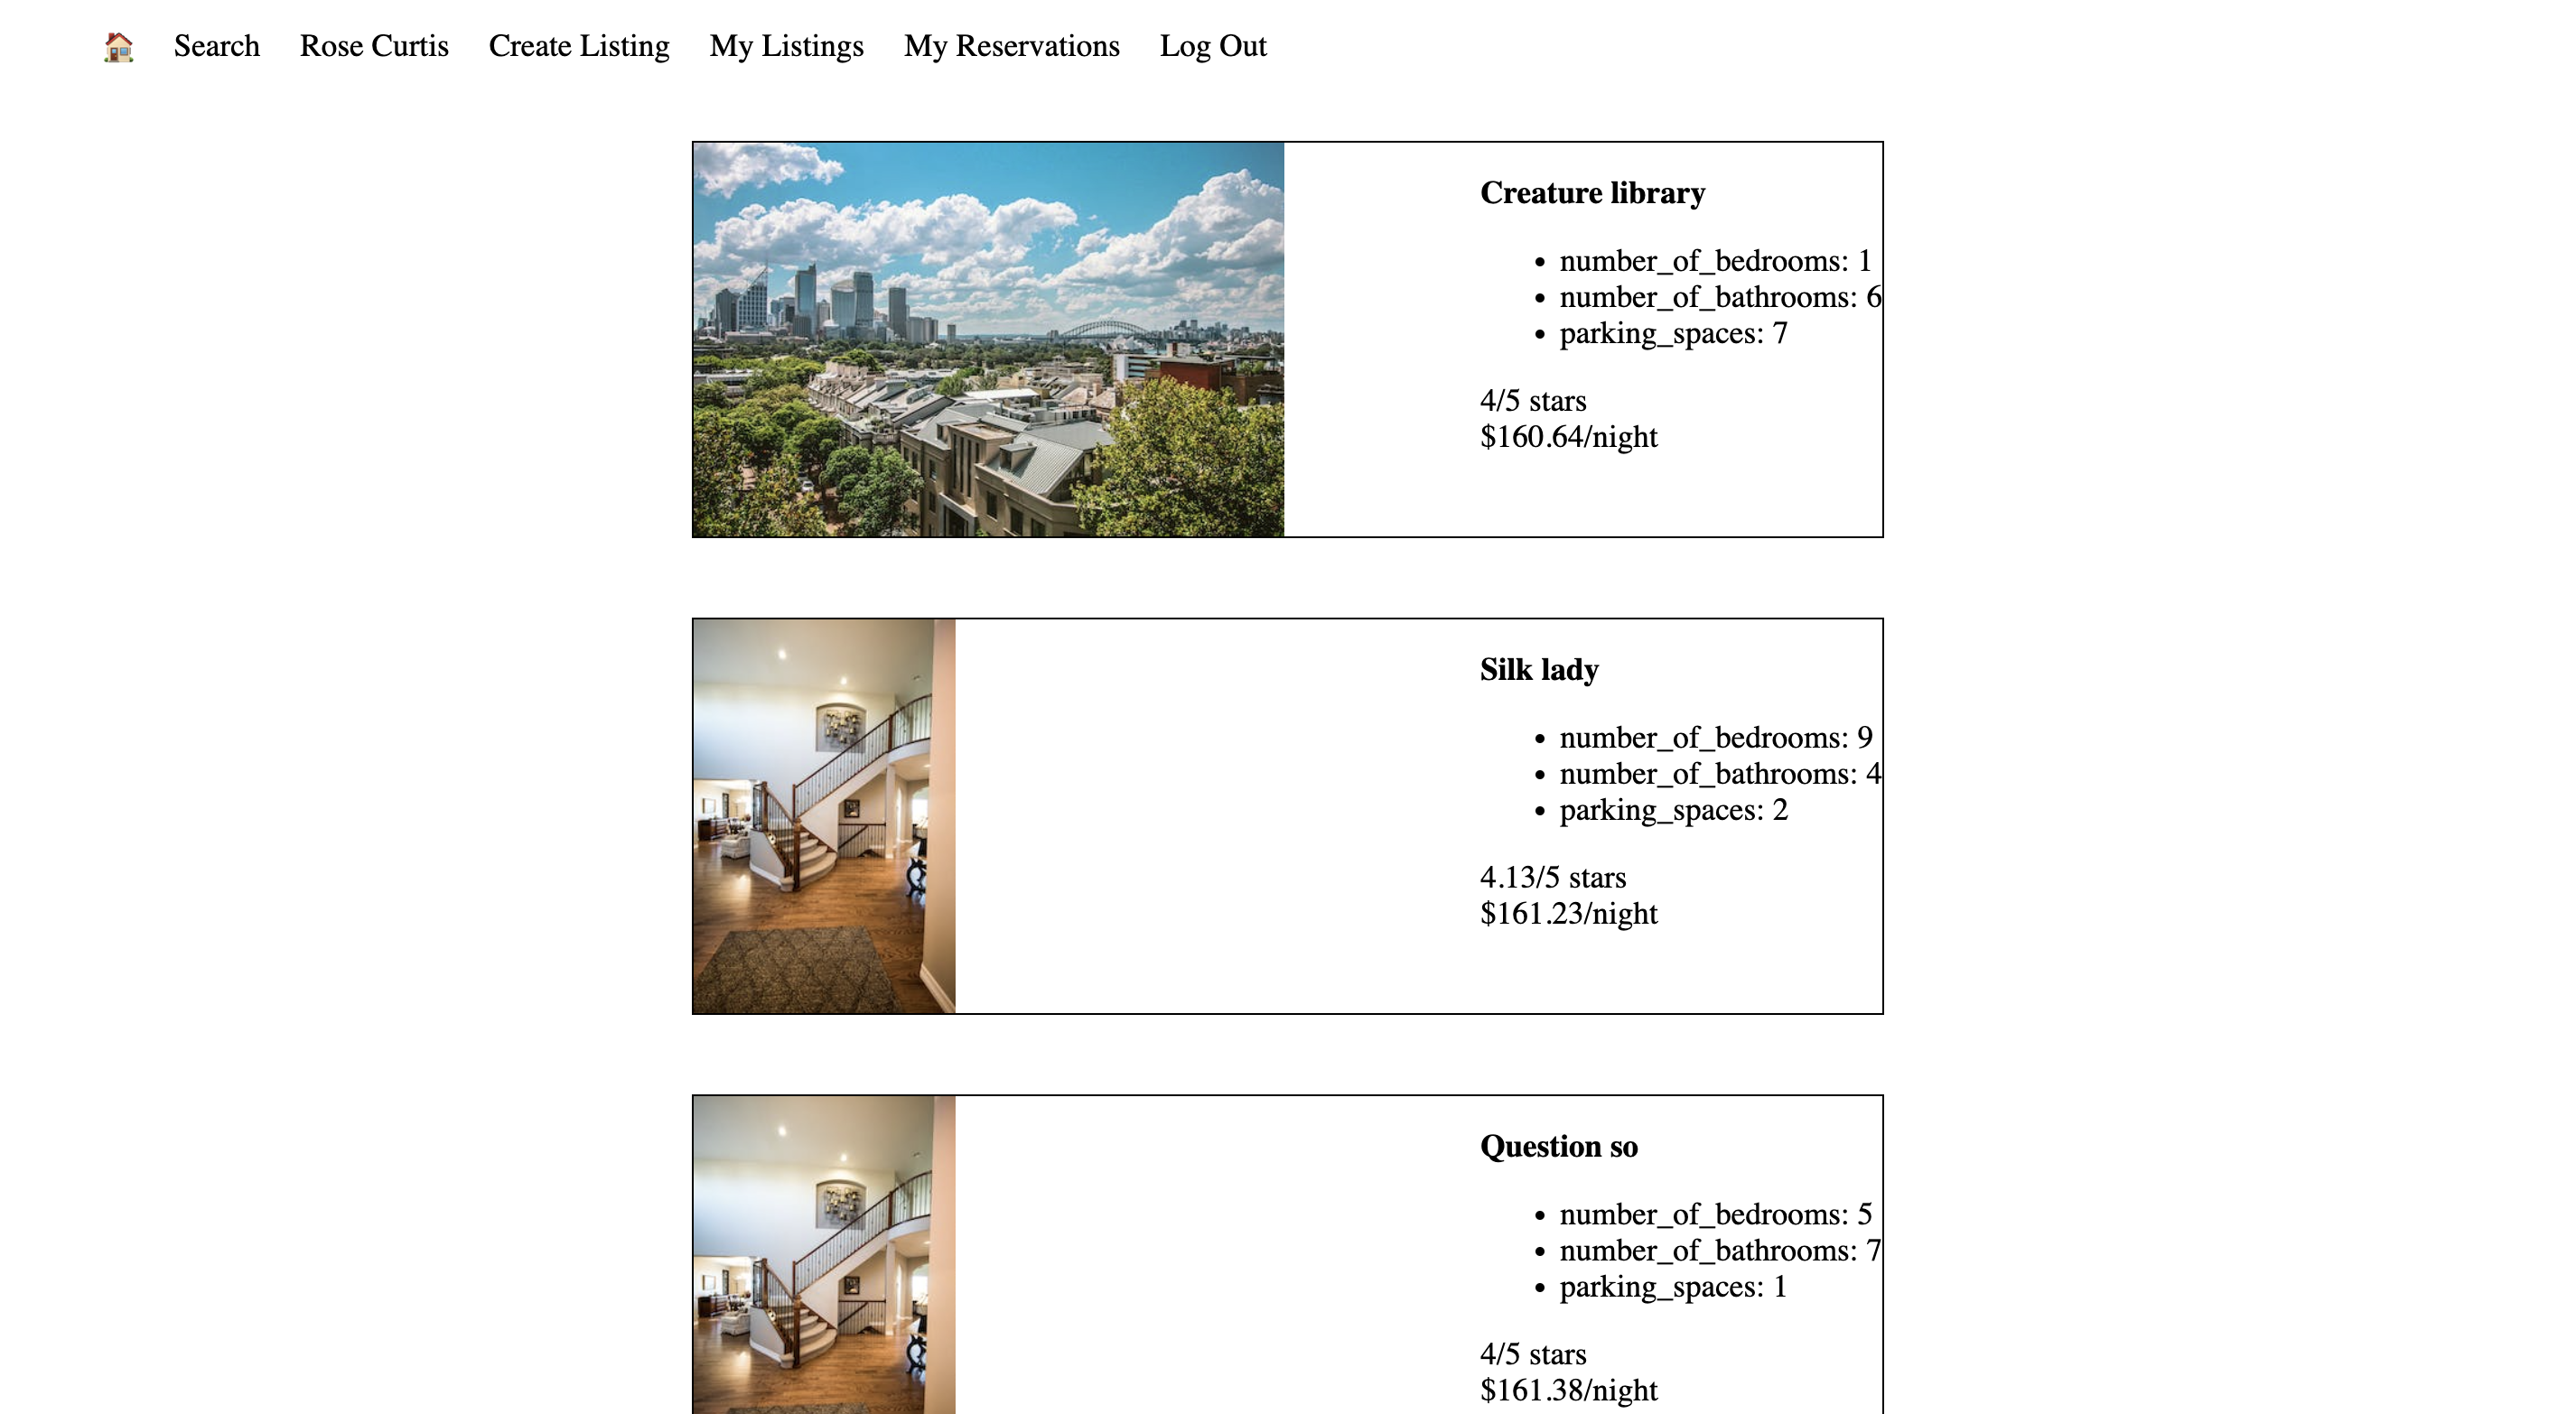 Search Rose Curtis Create Listing My Listings My Reservations Log Out
Creature library
number_of_bedrooms: 1
number_of_bathrooms: 6
parking_spaces: 7
4/5 stars
$160.64/night
Silk lady
number_of_bedrooms: 9
number_of_bathrooms: 4
parking_spaces: 2
4.13/5 stars
$161.23/night
Question so
number_of_bedrooms: 5
number_of_bathrooms: 7
parking_spaces: 1
4/5 stars
$161.38/night